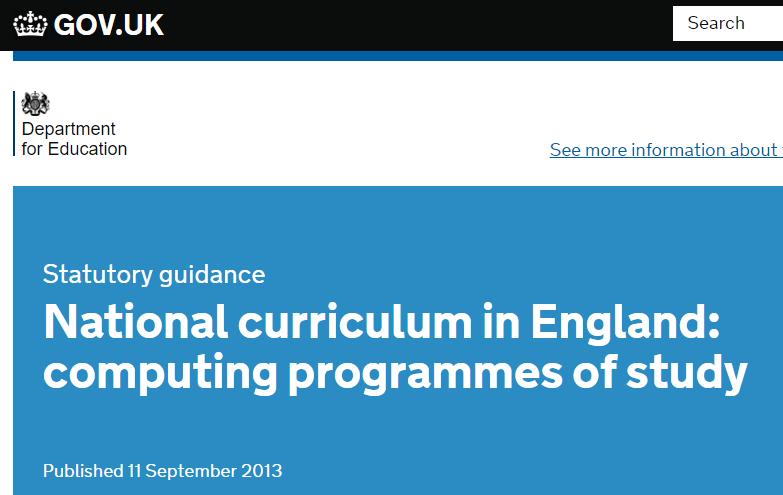 GOV.UK
Search
Department
for Education
See more information about
Statutory guidance
National curriculum in England:
computing programmes of study
Published 11 September 2013